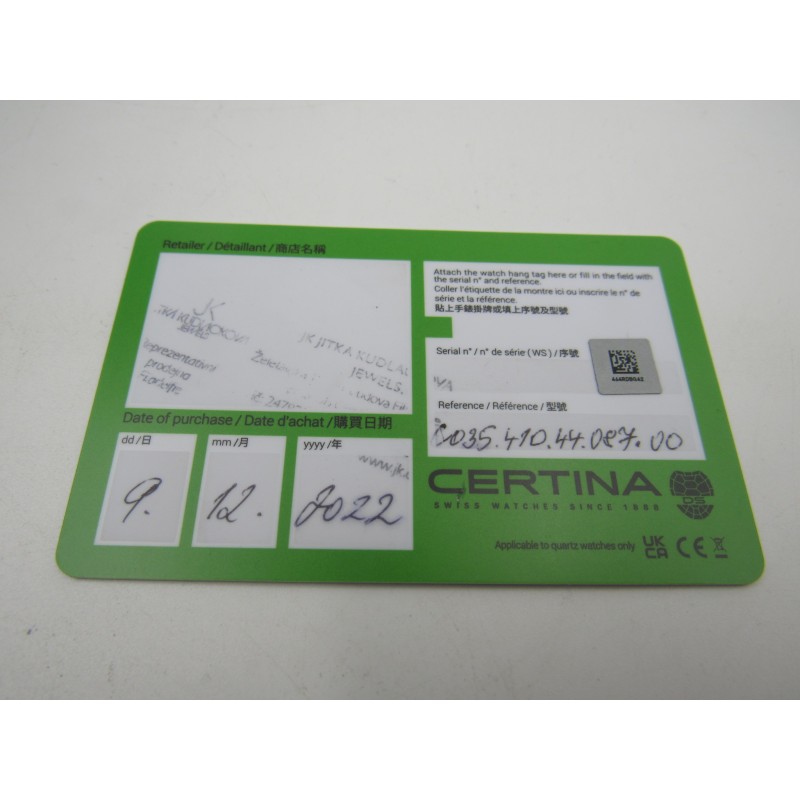 Retailer / Détaillant / 商店名稱
JK
JK JITKA KUDLÁ
JEWELS,
reprezentativní
prodejna
www.jk
Date of purchase / Date d'achat / 購買日期
dd / 日
mm / 月
yyyy / 年
9.
12.
2022
Attach the watch hang tag here or fill in the field with
the serial n° and reference.
Coller l'étiquette de la montre ici ou inscrire le n° de
série et la référence.
貼上手錶掛牌或填上序號及型號
Serial n° / n° de série (WS) / 序號
Reference / Référence / 型號
C035.410.44.087.00
CERTINA
SWISS WATCHES SINCE 1888
DS
Applicable to quartz watches only
UK
CA
CE